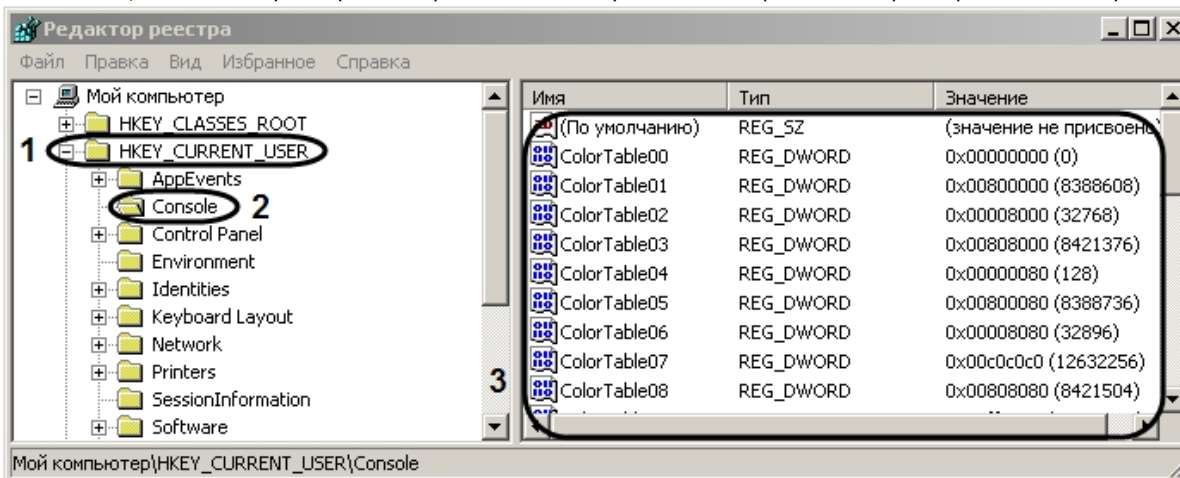 Редактор реестра
Файл Правка Вид Избранное Справка
Мой компьютер
HKEY_CLASSES_ROOT
1 HKEY_CURRENT_USER
AppEvents
Console 2
Control Panel
Environment
Identities
Keyboard Layout
Network
Printers
SessionInformation
Software
3
Имя Тип Значение
(По умолчанию) REG_SZ (значение не присвоено)
ColorTable00 REG_DWORD 0x00000000 (0)
ColorTable01 REG_DWORD 0x00800000 (8388608)
ColorTable02 REG_DWORD 0x00008000 (32768)
ColorTable03 REG_DWORD 0x00808000 (8421376)
ColorTable04 REG_DWORD 0x00000080 (128)
ColorTable05 REG_DWORD 0x00800080 (8388736)
ColorTable06 REG_DWORD 0x00008080 (32896)
ColorTable07 REG_DWORD 0x00c0c0c0 (12632256)
ColorTable08 REG_DWORD 0x00808080 (8421504)
Мой компьютер\HKEY_CURRENT_USER\Console